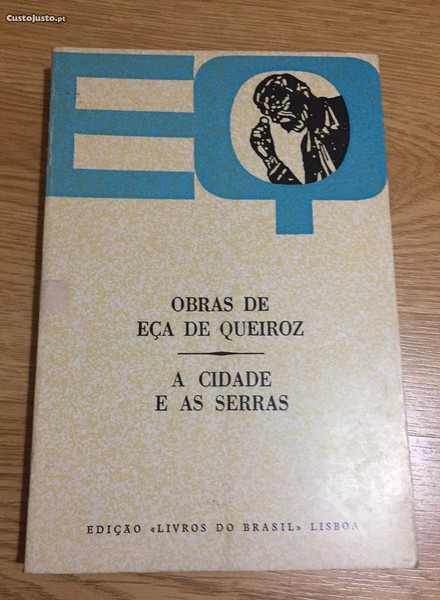 CustoJusto.pt
EQ
OBRAS DE
EÇA DE QUEIROZ
A CIDADE
E AS SERRAS
EDIÇÃO «LIVROS DO BRASIL» LISBOA